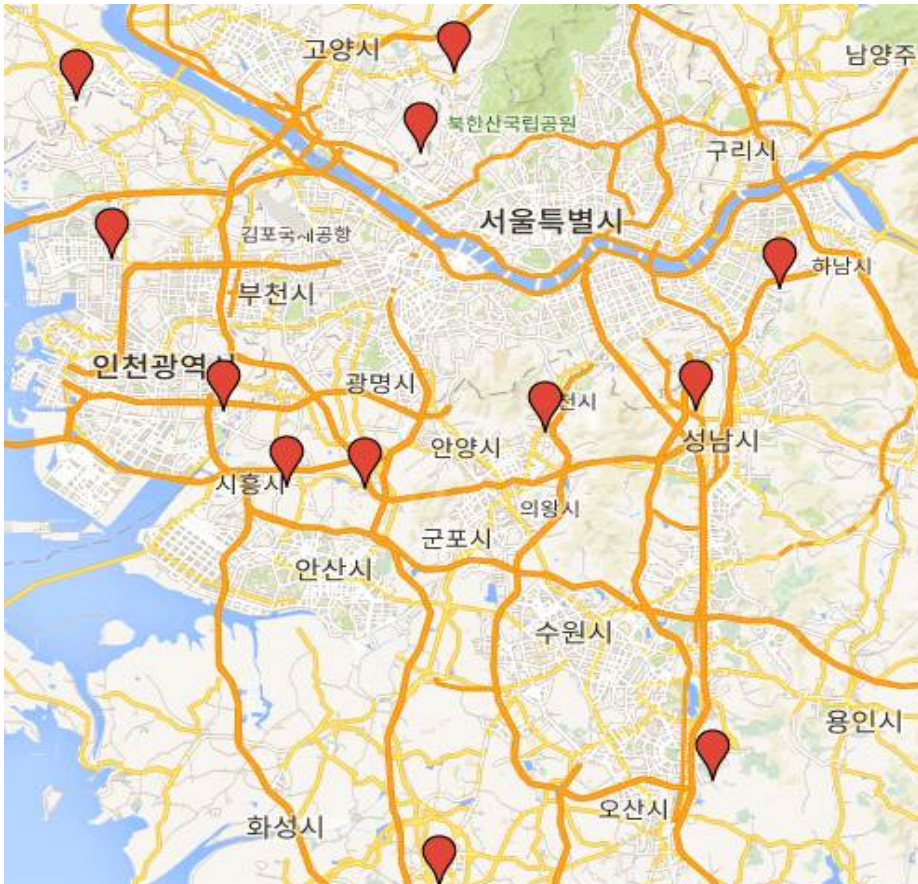 고양시
남양주
북한산국립공원
구리시
서울특별시
김포국제공항
하남시
부천시
인천광역시
광명시
천시
안양시
성남시
시흥시
의왕시
군포시
안산시
수원시
용인시
오산시
화성시